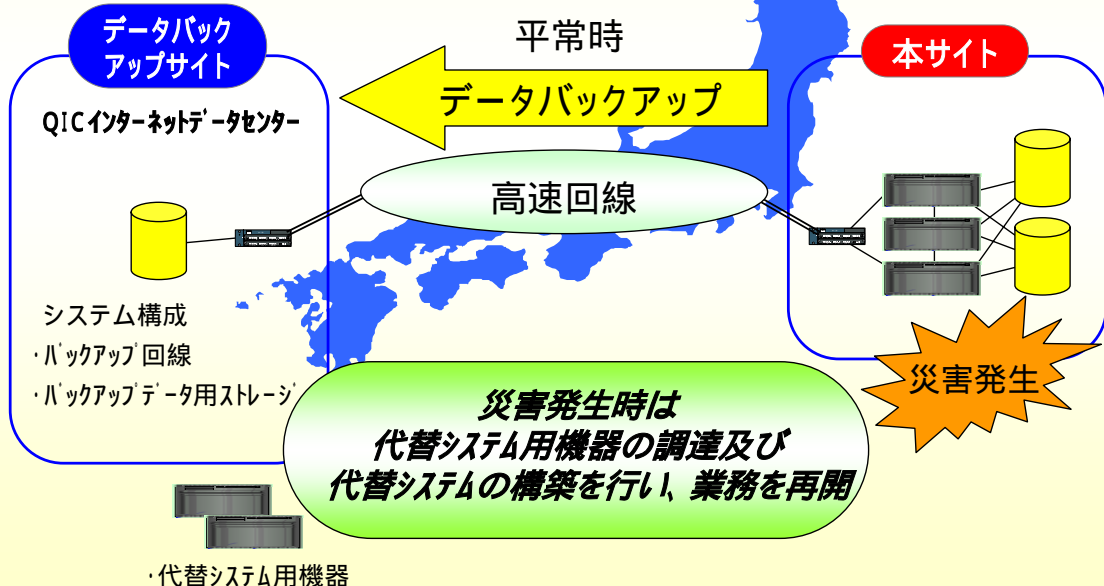 データバック
アップサイト
平常時
本サイト
データバックアップ
QICインターネットデータセンター
高速回線
システム構成
・バックアップ回線
・バックアップデータ用ストレージ
災害発生
災害発生時は
代替システム用機器の調達及び
代替システムの構築を行い、業務を再開
・代替システム用機器